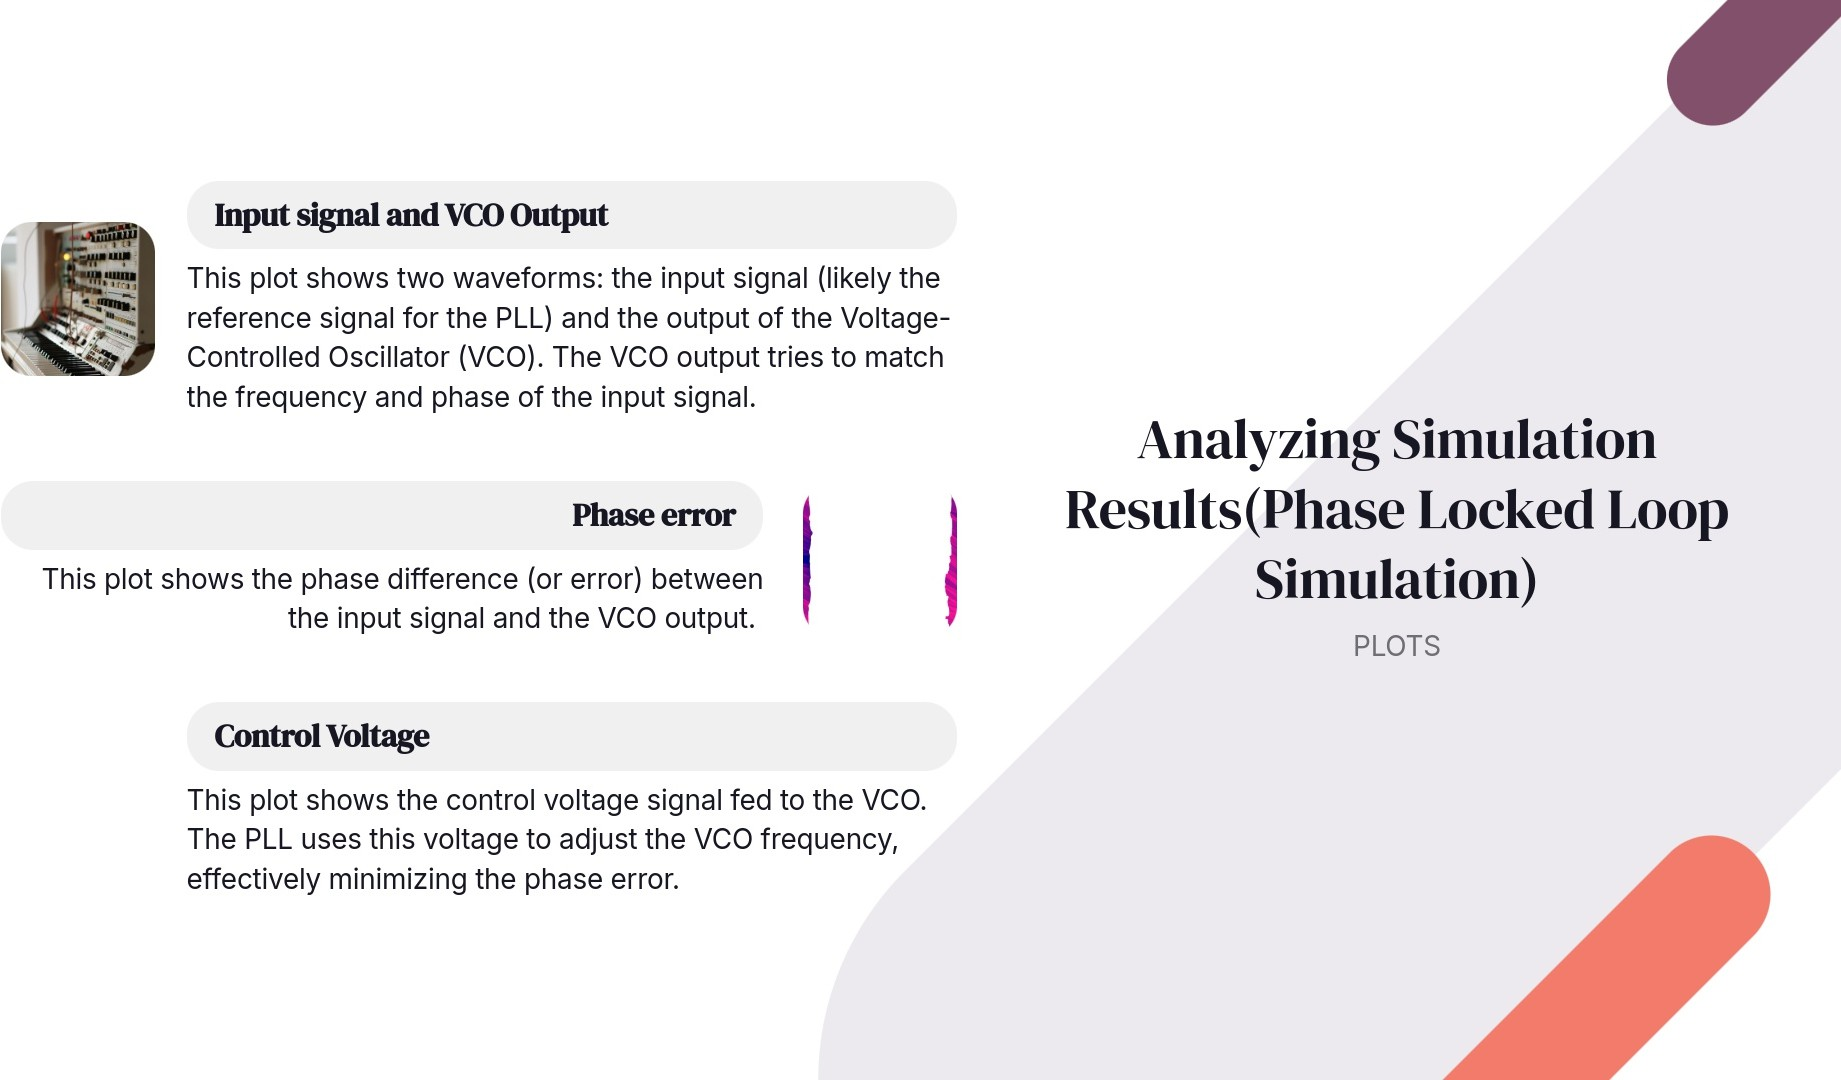 Input signal and VCO Output
This plot shows two waveforms: the input signal (likely the
reference signal for the PLL) and the output of the Voltage-
Controlled Oscillator (VCO). The VCO output tries to match
the frequency and phase of the input signal.
Phase error
This plot shows the phase difference (or error) between
the input signal and the VCO output.
Control Voltage
This plot shows the control voltage signal fed to the VCO.
The PLL uses this voltage to adjust the VCO frequency,
effectively minimizing the phase error.
Analyzing Simulation
Results(Phase Locked Loop
Simulation)
PLOTS